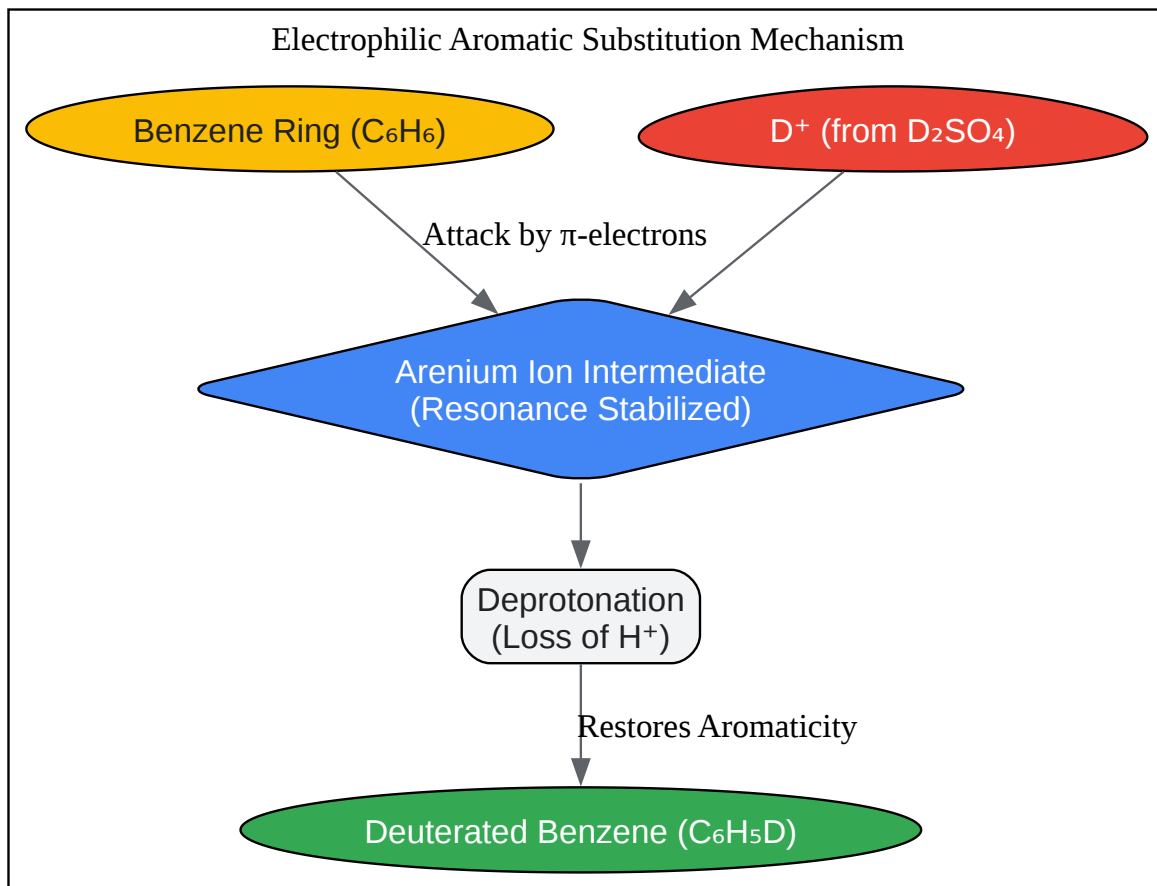 Electrophilic Aromatic Substitution Mechanism
Benzene Ring (C₆H₆)
D⁺ (from D₂SO₄)
Attack by π-electrons
Arenium Ion Intermediate
(Resonance Stabilized)
Deprotonation
(Loss of H⁺)
Restores Aromaticity
Deuterated Benzene (C₆H₅D)